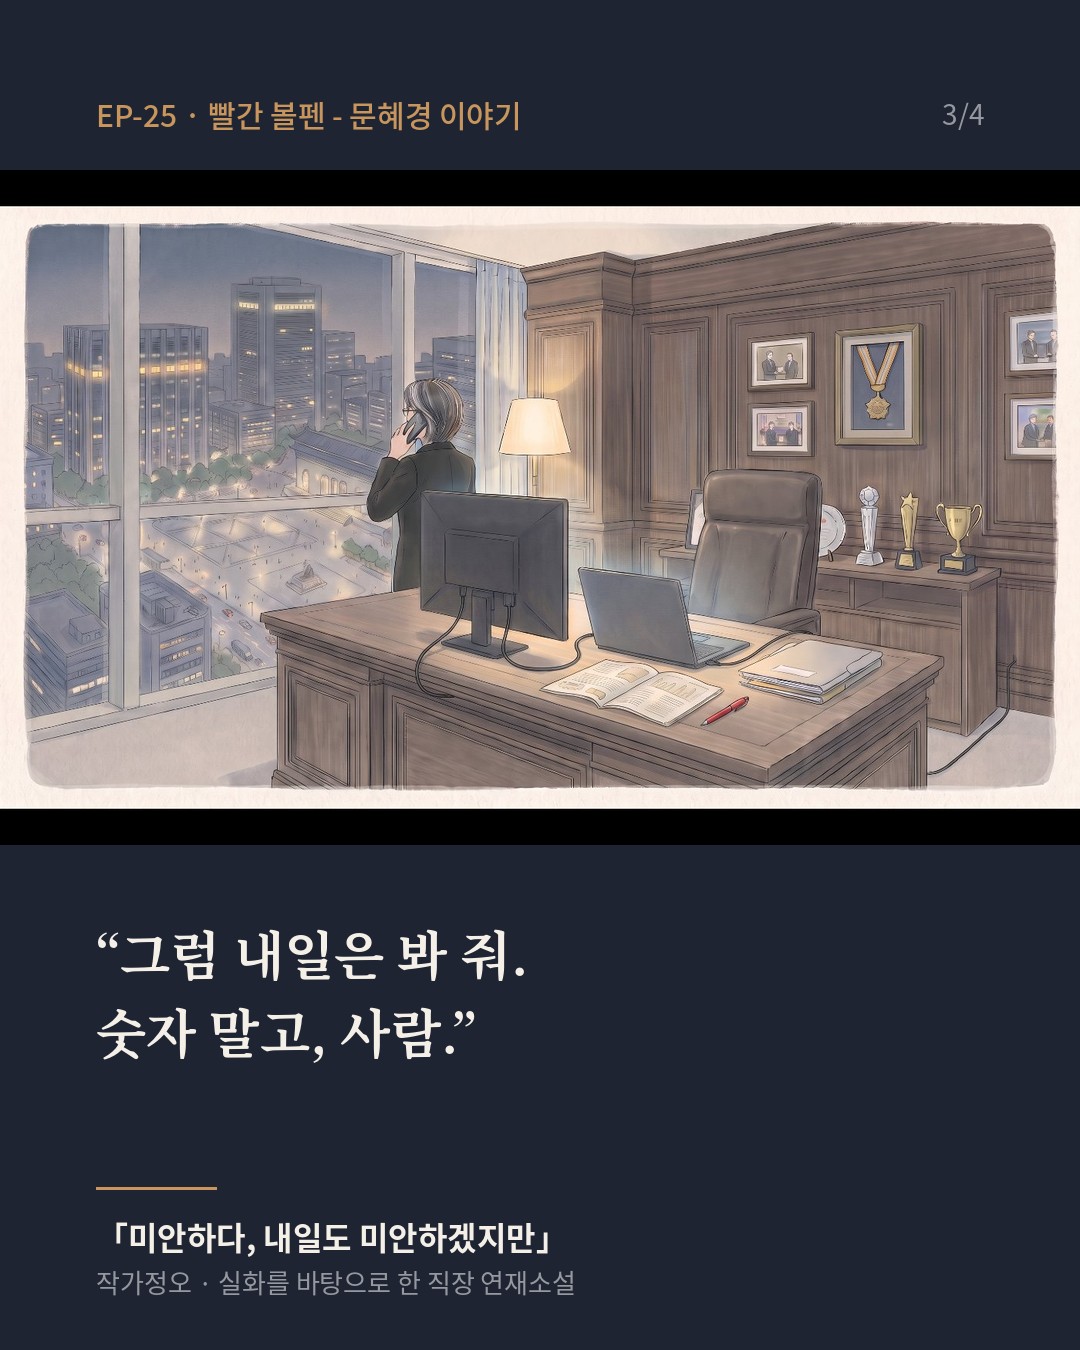 EP-25 · 빨간 볼펜 - 문혜경 이야기
3/4
“그럼 내일은 봐 줘.
숫자 말고, 사람.”
「미안하다, 내일도 미안하겠지만」
작가정오 · 실화를 바탕으로 한 직장 연재소설